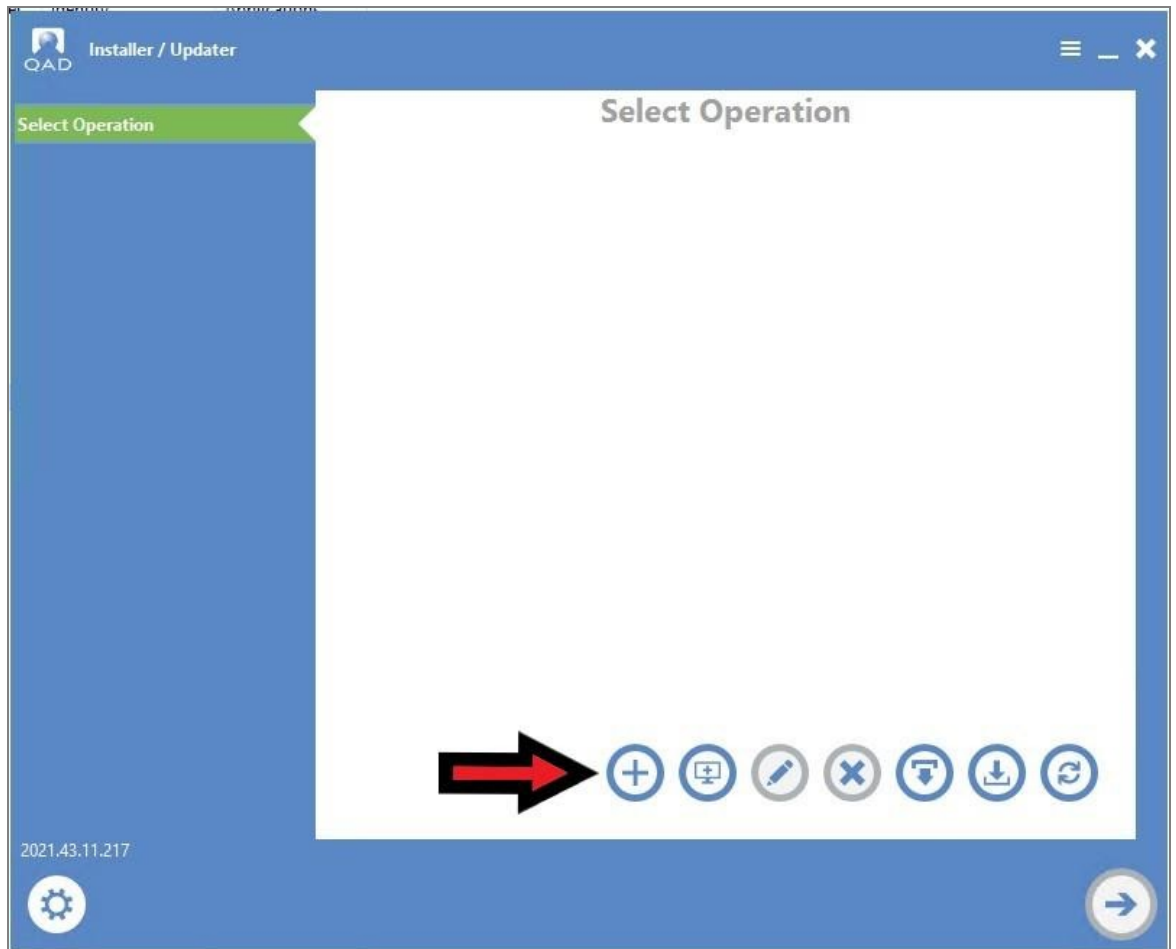 QAD
Installer / Updater
Select Operation
Select Operation
2021.43.11.217